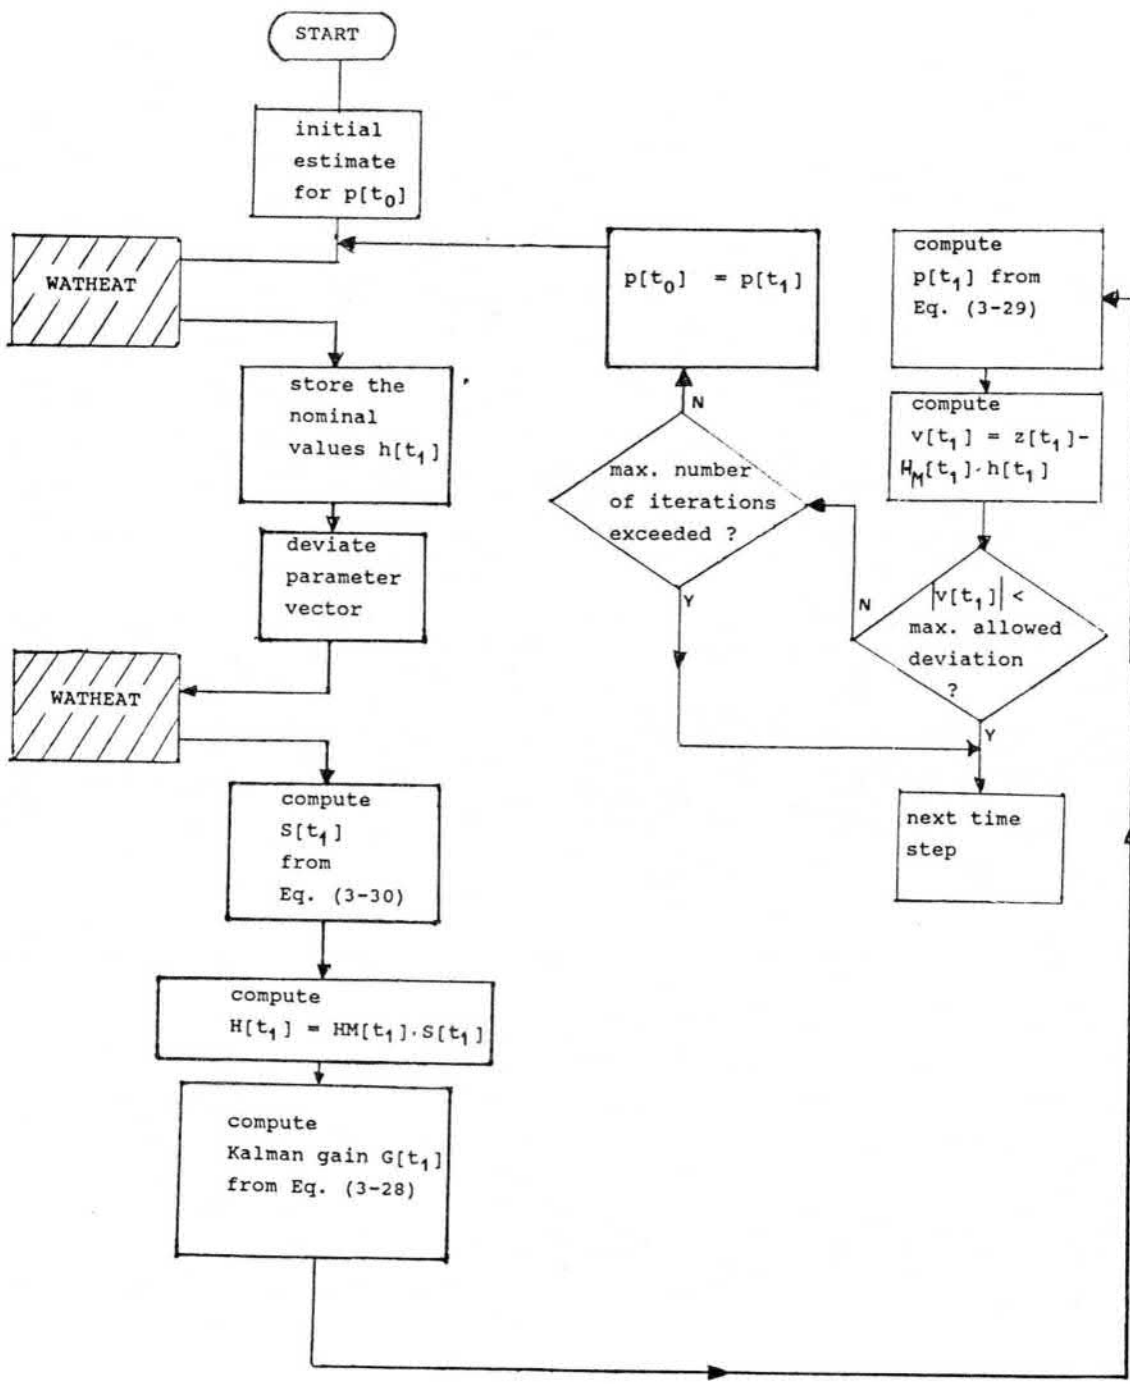 START
initial
estimate
for p[t₀]
WATHEAT
store the
nominal
values h[t₁]
deviate
parameter
vector
WATHEAT
compute
S[t₁]
from
Eq. (3-30)
compute
H[t₁] = HM[t₁]·S[t₁]
compute
Kalman gain G[t₁]
from Eq. (3-28)
compute
p[t₁] from
Eq. (3-29)
compute
v[t₁] = z[t₁]-
H_M[t₁]·h[t₁]
|v[t₁]| <
max. allowed
deviation
?
N
Y
max. number
of iterations
exceeded ?
N
Y
p[t₀] = p[t₁]
next time
step